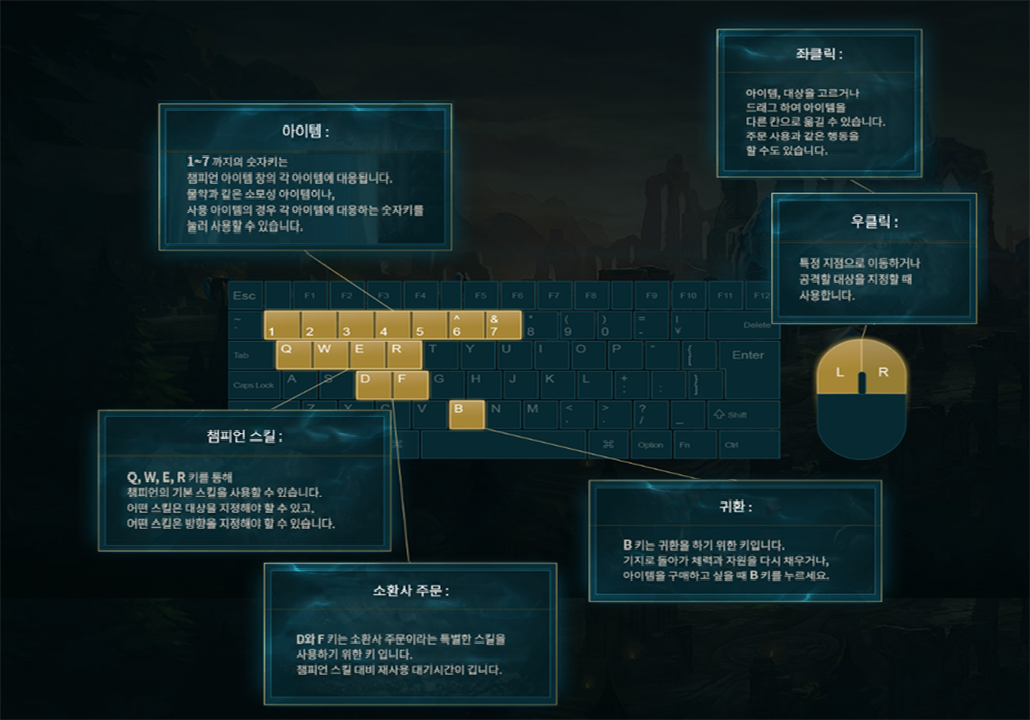 좌클릭 :
아이템, 대상을 고르거나
드래그 하여 아이템을
다른 칸으로 옮길 수 있습니다.
주문 사용과 같은 행동을
할 수도 있습니다.
아이템 :
1~7 까지의 숫자키는
챔피언 아이템 창의 각 아이템에 대응됩니다.
물약과 같은 소모성 아이템이나,
사용 아이템의 경우 각 아이템에 대응하는 숫자키를
눌러 사용할 수 있습니다.
우클릭 :
특정 지점으로 이동하거나
공격할 대상을 지정할 때
사용합니다.
Esc F1 F2 F3 F4 F5 F6 F7 F8 F9 F10 F11 F12
~ ^ & * ( ) = |
1 2 3 4 5 6 7 8 9 0 - ¥ Delete
Tab Q W E R T Y U I O P " { [ Enter
Caps Lock A S D F G H J K L + ; : } ]
Z X C V B N M < , > . ? / _ Shift
⌘ ⌘ Option Fn Ctrl
L R
챔피언 스킬 :
Q, W, E, R 키를 통해
챔피언의 기본 스킬을 사용할 수 있습니다.
어떤 스킬은 대상을 지정해야 할 수 있고,
어떤 스킬은 방향을 지정해야 할 수 있습니다.
귀환 :
B 키는 귀환을 하기 위한 키입니다.
기지로 돌아가 체력과 자원을 다시 채우거나,
아이템을 구매하고 싶을 때 B 키를 누르세요.
소환사 주문 :
D와 F 키는 소환사 주문이라는 특별한 스킬을
사용하기 위한 키 입니다.
챔피언 스킬 대비 재사용 대기시간이 깁니다.